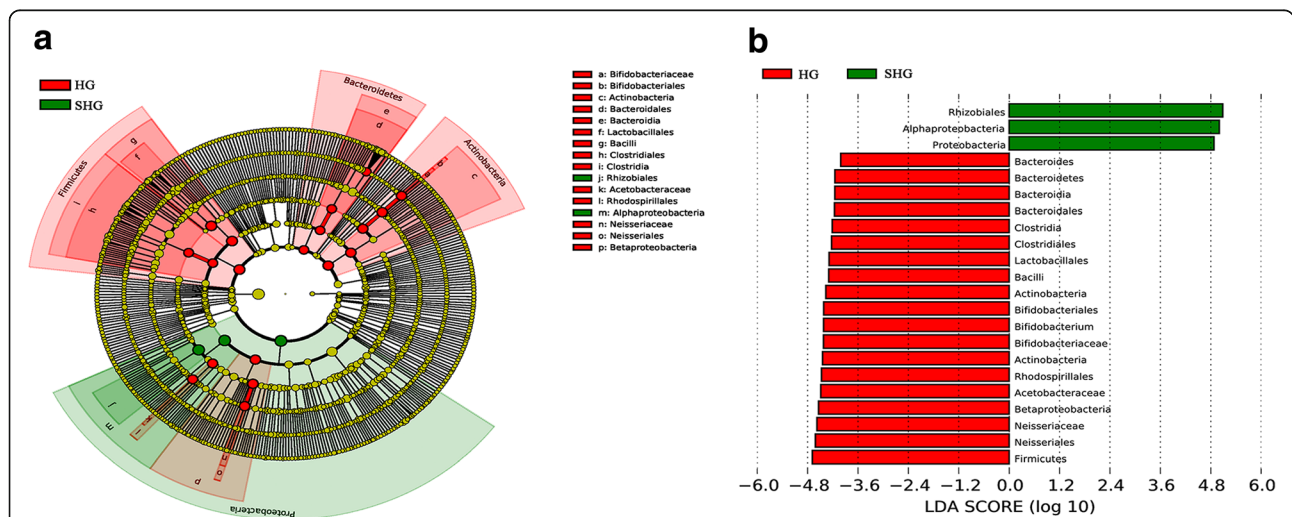 a
HG
SHG
Bacteroidetes
e
d
Actinobacteria
c
Firmicutes
g
f
i
h
j
m
p
o
Proteobacteria
a: Bifidobacteriaceae
b: Bifidobacteriales
c: Actinobacteria
d: Bacteroidales
e: Bacteroidia
f: Lactobacillales
g: Bacilli
h: Clostridiales
i: Clostridia
j: Rhizobiales
k: Acetobacteraceae
l: Rhodospirillales
m: Alphaproteobacteria
n: Neisseriaceae
o: Neisseriales
p: Betaproteobacteria
b
HG SHG
Rhizobiales
Alphaproteobacteria
Proteobacteria
Bacteroides
Bacteroidetes
Bacteroidia
Bacteroidales
Clostridia
Clostridiales
Lactobacillales
Bacilli
Actinobacteria
Bifidobacteriales
Bifidobacterium
Bifidobacteriaceae
Actinobacteria
Rhodospirillales
Acetobacteraceae
Betaproteobacteria
Neisseriaceae
Neisseriales
Firmicutes
−6.0 −4.8 −3.6 −2.4 −1.2 0.0 1.2 2.4 3.6 4.8 6.0
LDA SCORE (log 10)